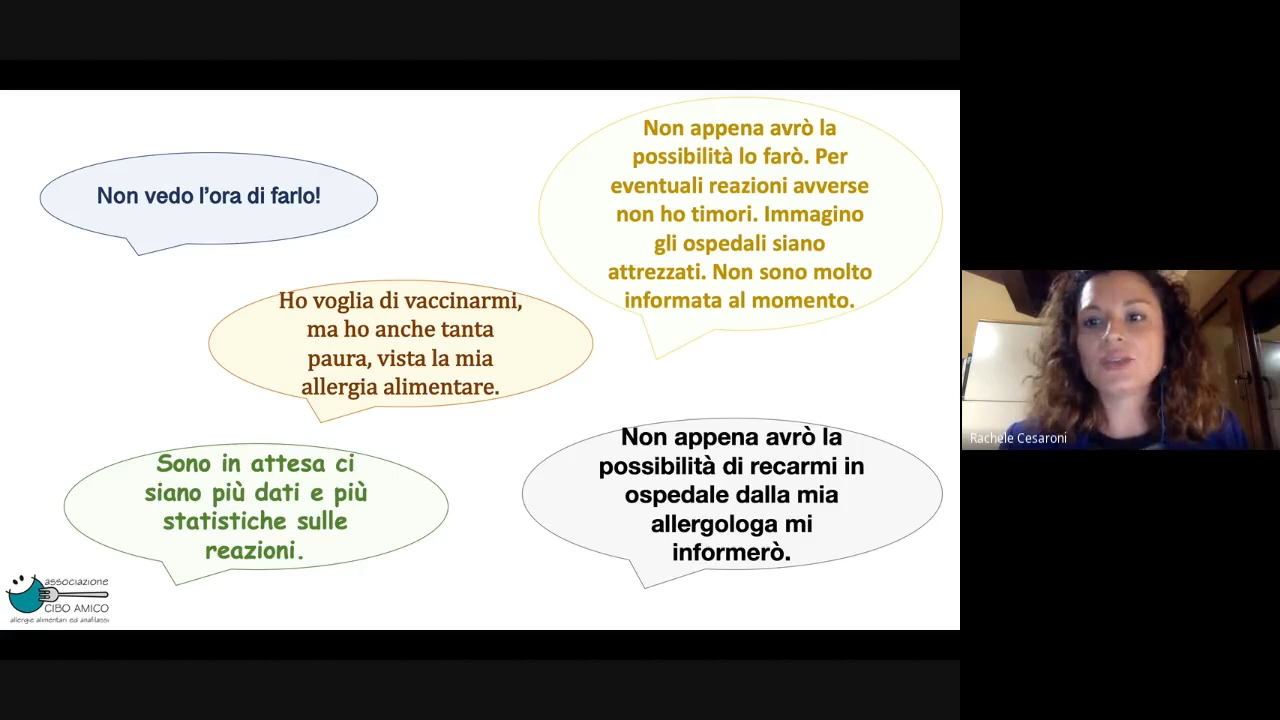 Non vedo l'ora di farlo!
Non appena avrò la
possibilità lo farò. Per
eventuali reazioni avverse
non ho timori. Immagino
gli ospedali siano
attrezzati. Non sono molto
informata al momento.
Ho voglia di vaccinarmi,
ma ho anche tanta
paura, vista la mia
allergia alimentare.
Sono in attesa ci
siano più dati e più
statistiche sulle
reazioni.
Non appena avrò la
possibilità di recarmi in
ospedale dalla mia
allergologa mi
informerò.
associazione
CIBO AMICO
allergie alimentari ed anafilassi
Rachele Cesaroni